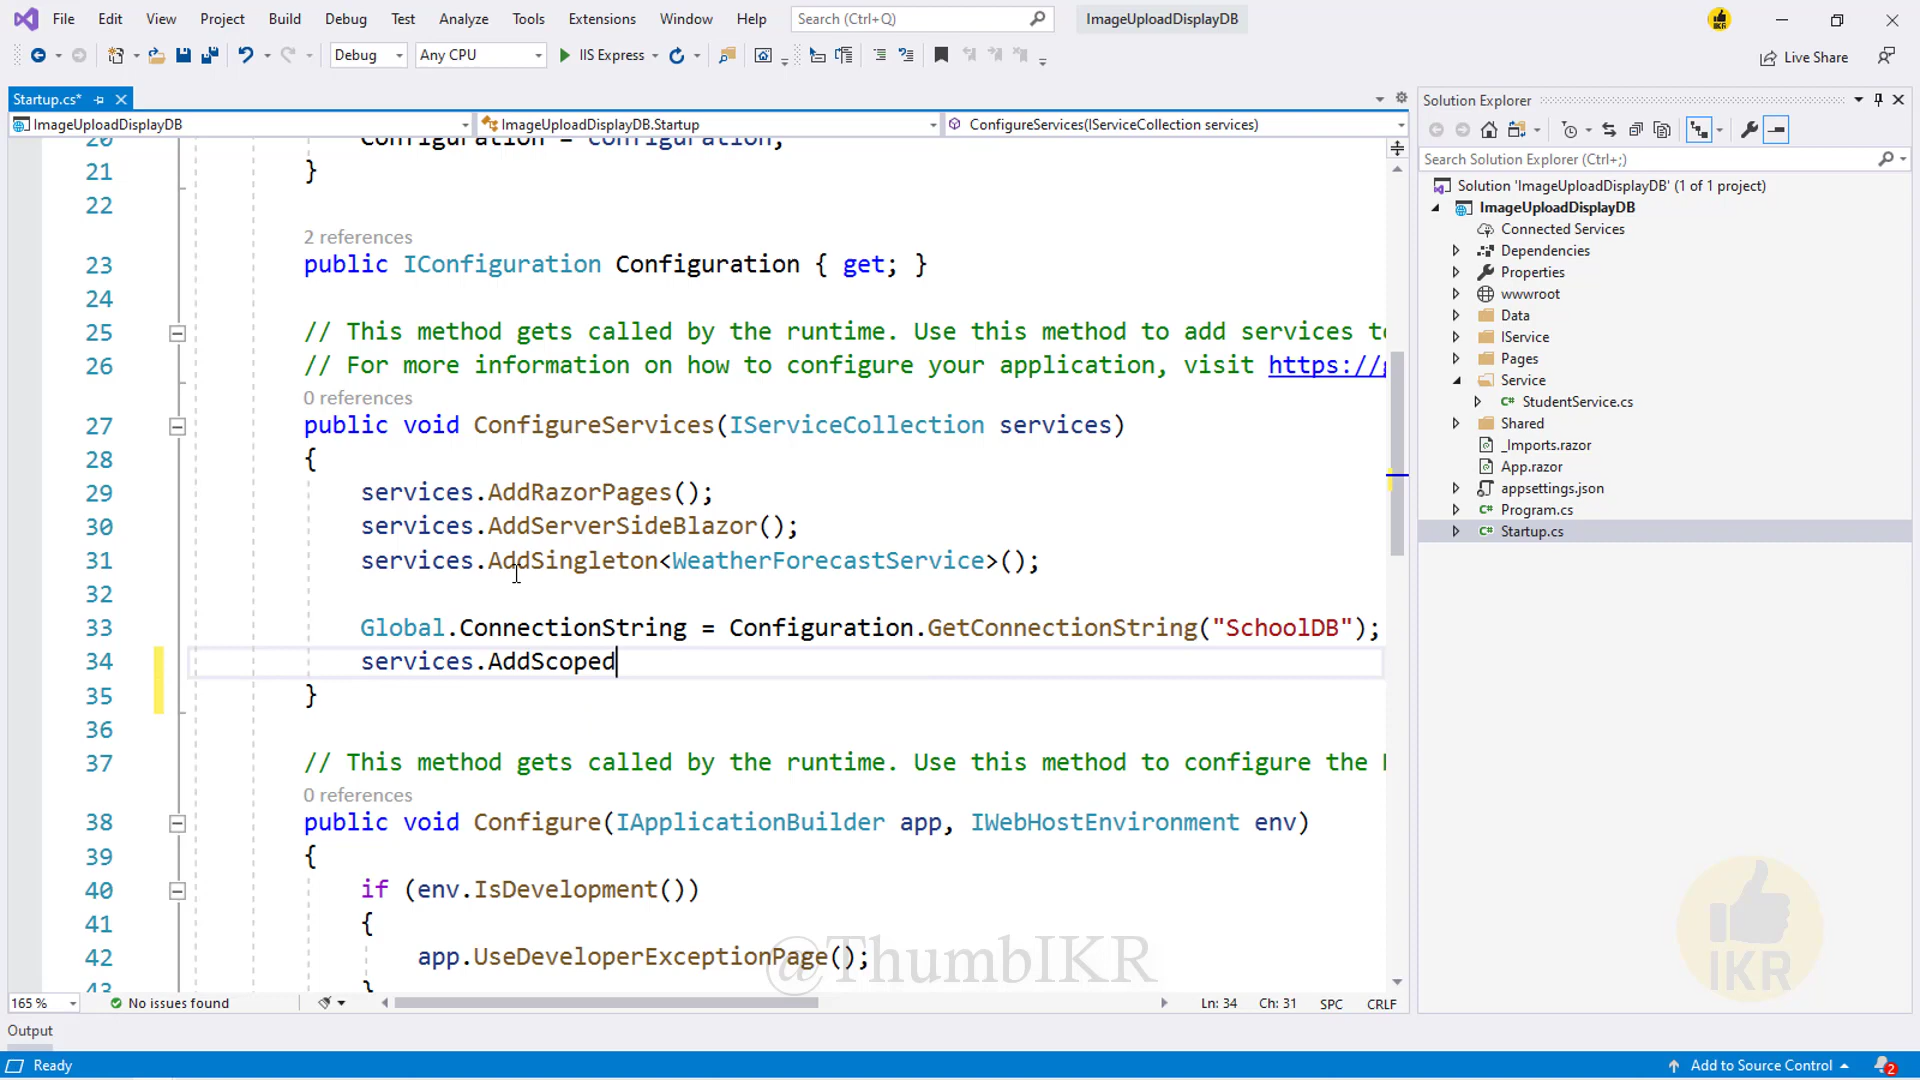 File Edit View Git Project Build Debug Test Analyze Tools Extensions Window Help Search (Ctrl+Q) ImageUploadDisplayDB
Debug Any CPU IIS Express Live Share
Startup.cs*
ImageUploadDisplayDB ImageUploadDisplayDB.Startup ConfigureServices(IServiceCollection services)
20 Configuration = configuration;
21 }
22
2 references
23 public IConfiguration Configuration { get; }
24
25 // This method gets called by the runtime. Use this method to add services to
26 // For more information on how to configure your application, visit https://g
0 references
27 public void ConfigureServices(IServiceCollection services)
28 {
29 services.AddRazorPages();
30 services.AddServerSideBlazor();
31 services.AddSingleton<WeatherForecastService>();
32
33 Global.ConnectionString = Configuration.GetConnectionString("SchoolDB");
34 services.AddScoped
35 }
36
37 // This method gets called by the runtime. Use this method to configure the
0 references
38 public void Configure(IApplicationBuilder app, IWebHostEnvironment env)
39 {
40 if (env.IsDevelopment())
41 {
42 app.UseDeveloperExceptionPage();
43 }
@ThumbIKR
165 % No issues found Ln: 34 Ch: 31 SPC CRLF
Output
Ready Add to Source Control 2
Solution Explorer
Search Solution Explorer (Ctrl+;)
Solution 'ImageUploadDisplayDB' (1 of 1 project)
ImageUploadDisplayDB
Connected Services
Dependencies
Properties
wwwroot
Data
IService
Pages
Service
C# StudentService.cs
Shared
_Imports.razor
App.razor
appsettings.json
C# Program.cs
C# Startup.cs
IKR